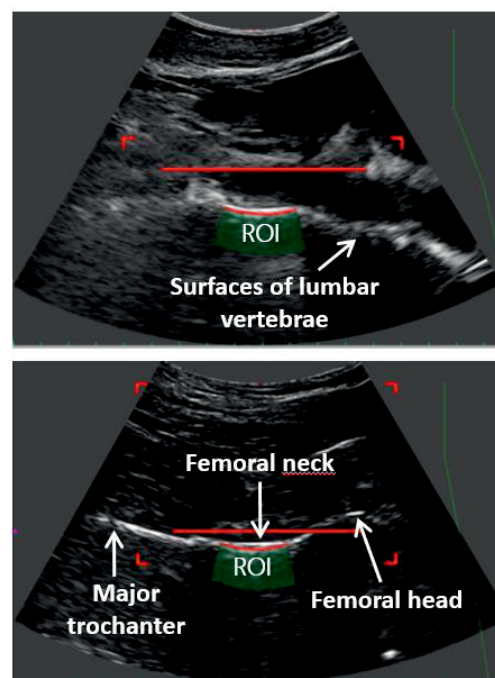 ROI
Surfaces of lumbar
vertebrae
Femoral neck
ROI
Major
trochanter
Femoral head